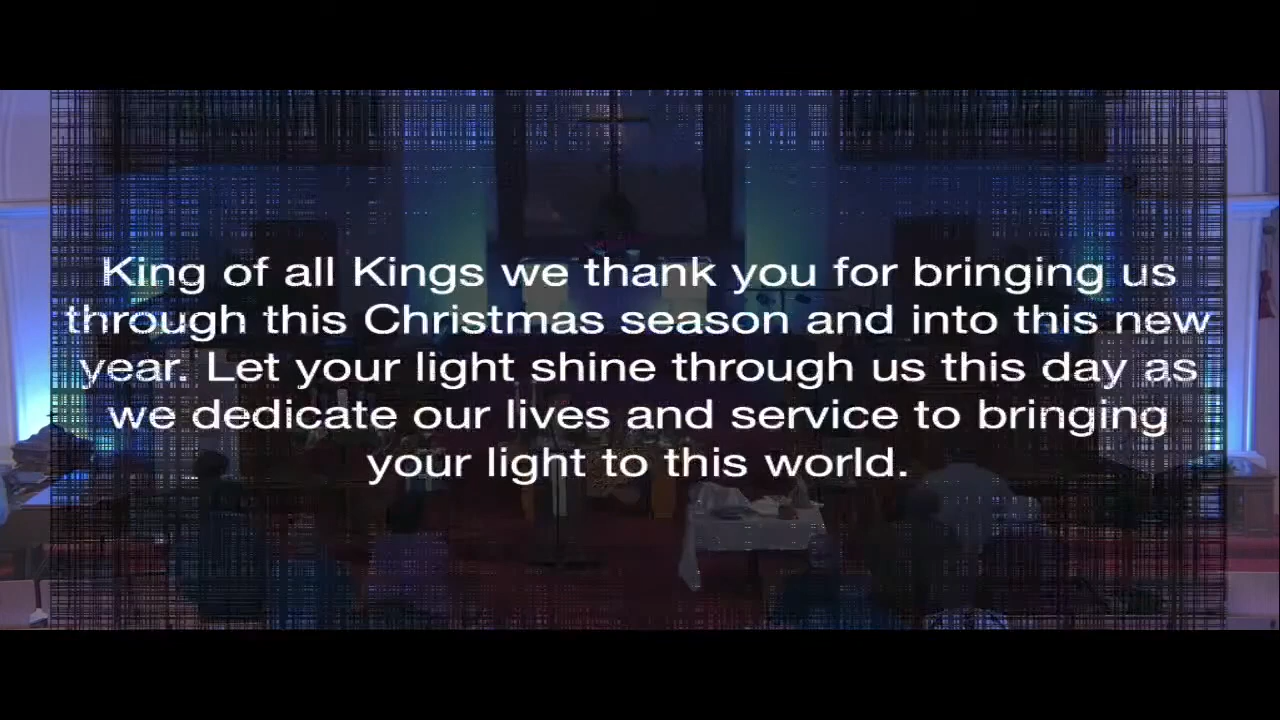 King of all Kings we thank you for bringing us
through this Christmas season and into this new
year. Let your light shine through us this day as
we dedicate our lives and service to bringing
your light to this world.